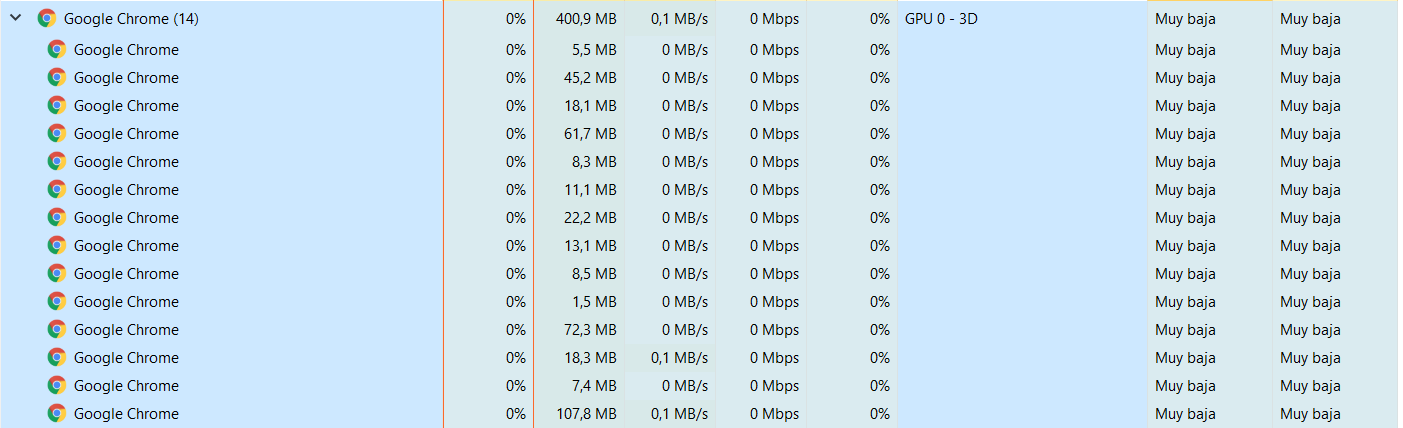 Google Chrome (14) 0% 400,9 MB 0,1 MB/s 0 Mbps 0% GPU 0 - 3D Muy baja Muy baja
Google Chrome 0% 5,5 MB 0 MB/s 0 Mbps 0% Muy baja Muy baja
Google Chrome 0% 45,2 MB 0 MB/s 0 Mbps 0% Muy baja Muy baja
Google Chrome 0% 18,1 MB 0 MB/s 0 Mbps 0% Muy baja Muy baja
Google Chrome 0% 61,7 MB 0 MB/s 0 Mbps 0% Muy baja Muy baja
Google Chrome 0% 8,3 MB 0 MB/s 0 Mbps 0% Muy baja Muy baja
Google Chrome 0% 11,1 MB 0 MB/s 0 Mbps 0% Muy baja Muy baja
Google Chrome 0% 22,2 MB 0 MB/s 0 Mbps 0% Muy baja Muy baja
Google Chrome 0% 13,1 MB 0 MB/s 0 Mbps 0% Muy baja Muy baja
Google Chrome 0% 8,5 MB 0 MB/s 0 Mbps 0% Muy baja Muy baja
Google Chrome 0% 1,5 MB 0 MB/s 0 Mbps 0% Muy baja Muy baja
Google Chrome 0% 72,3 MB 0 MB/s 0 Mbps 0% Muy baja Muy baja
Google Chrome 0% 18,3 MB 0,1 MB/s 0 Mbps 0% Muy baja Muy baja
Google Chrome 0% 7,4 MB 0 MB/s 0 Mbps 0% Muy baja Muy baja
Google Chrome 0% 107,8 MB 0,1 MB/s 0 Mbps 0% Muy baja Muy baja